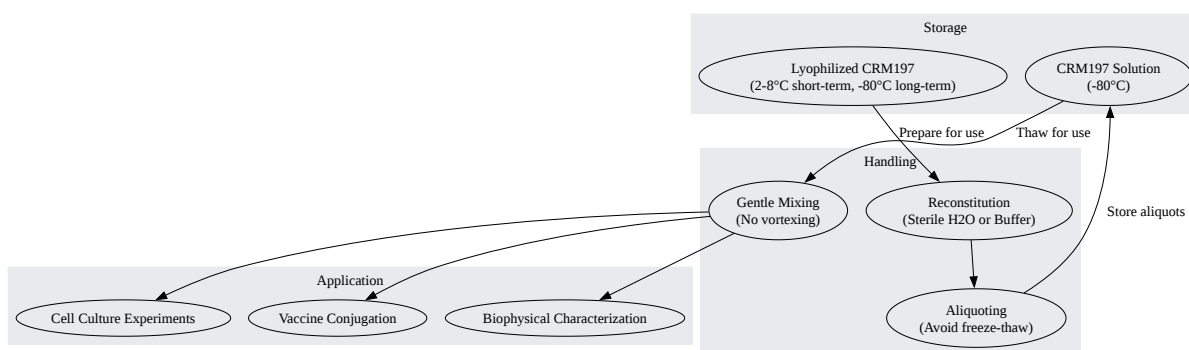 Storage
Lyophilized CRM197
(2-8°C short-term, -80°C long-term)
CRM197 Solution
(-80°C)
Prepare for use
Thaw for use
Handling
Gentle Mixing
(No vortexing)
Reconstitution
(Sterile H2O or Buffer)
Store aliquots
Application
Cell Culture Experiments
Vaccine Conjugation
Biophysical Characterization
Aliquoting
(Avoid freeze-thaw)